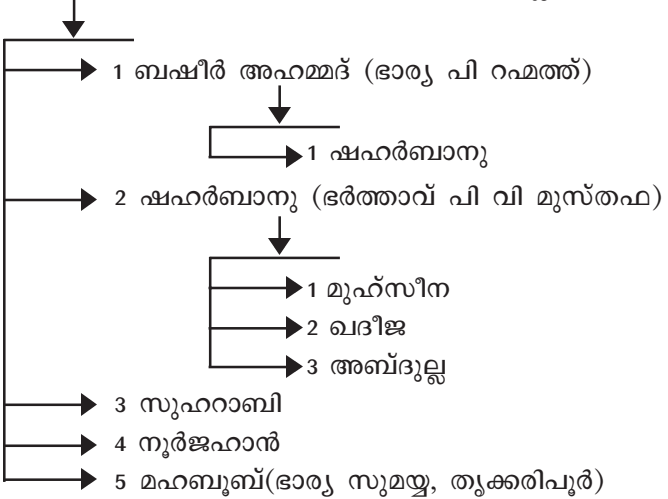 1 ബഷീർ അഹമ്മദ് (ഭാര്യ പി റഹ്മത്ത്)
1 ഷഹർബാനു
2 ഷഹർബാനു (ഭർത്താവ് പി വി മുസ്തഫ)
1 മുഹ്സീന
2 ഖദീജ
3 അബ്ദുല്ല
3 സുഹറാബി
4 നൂർജഹാൻ
5 മഹബൂബ്(ഭാര്യ സുമയ്യ, തൃക്കരിപൂർ)